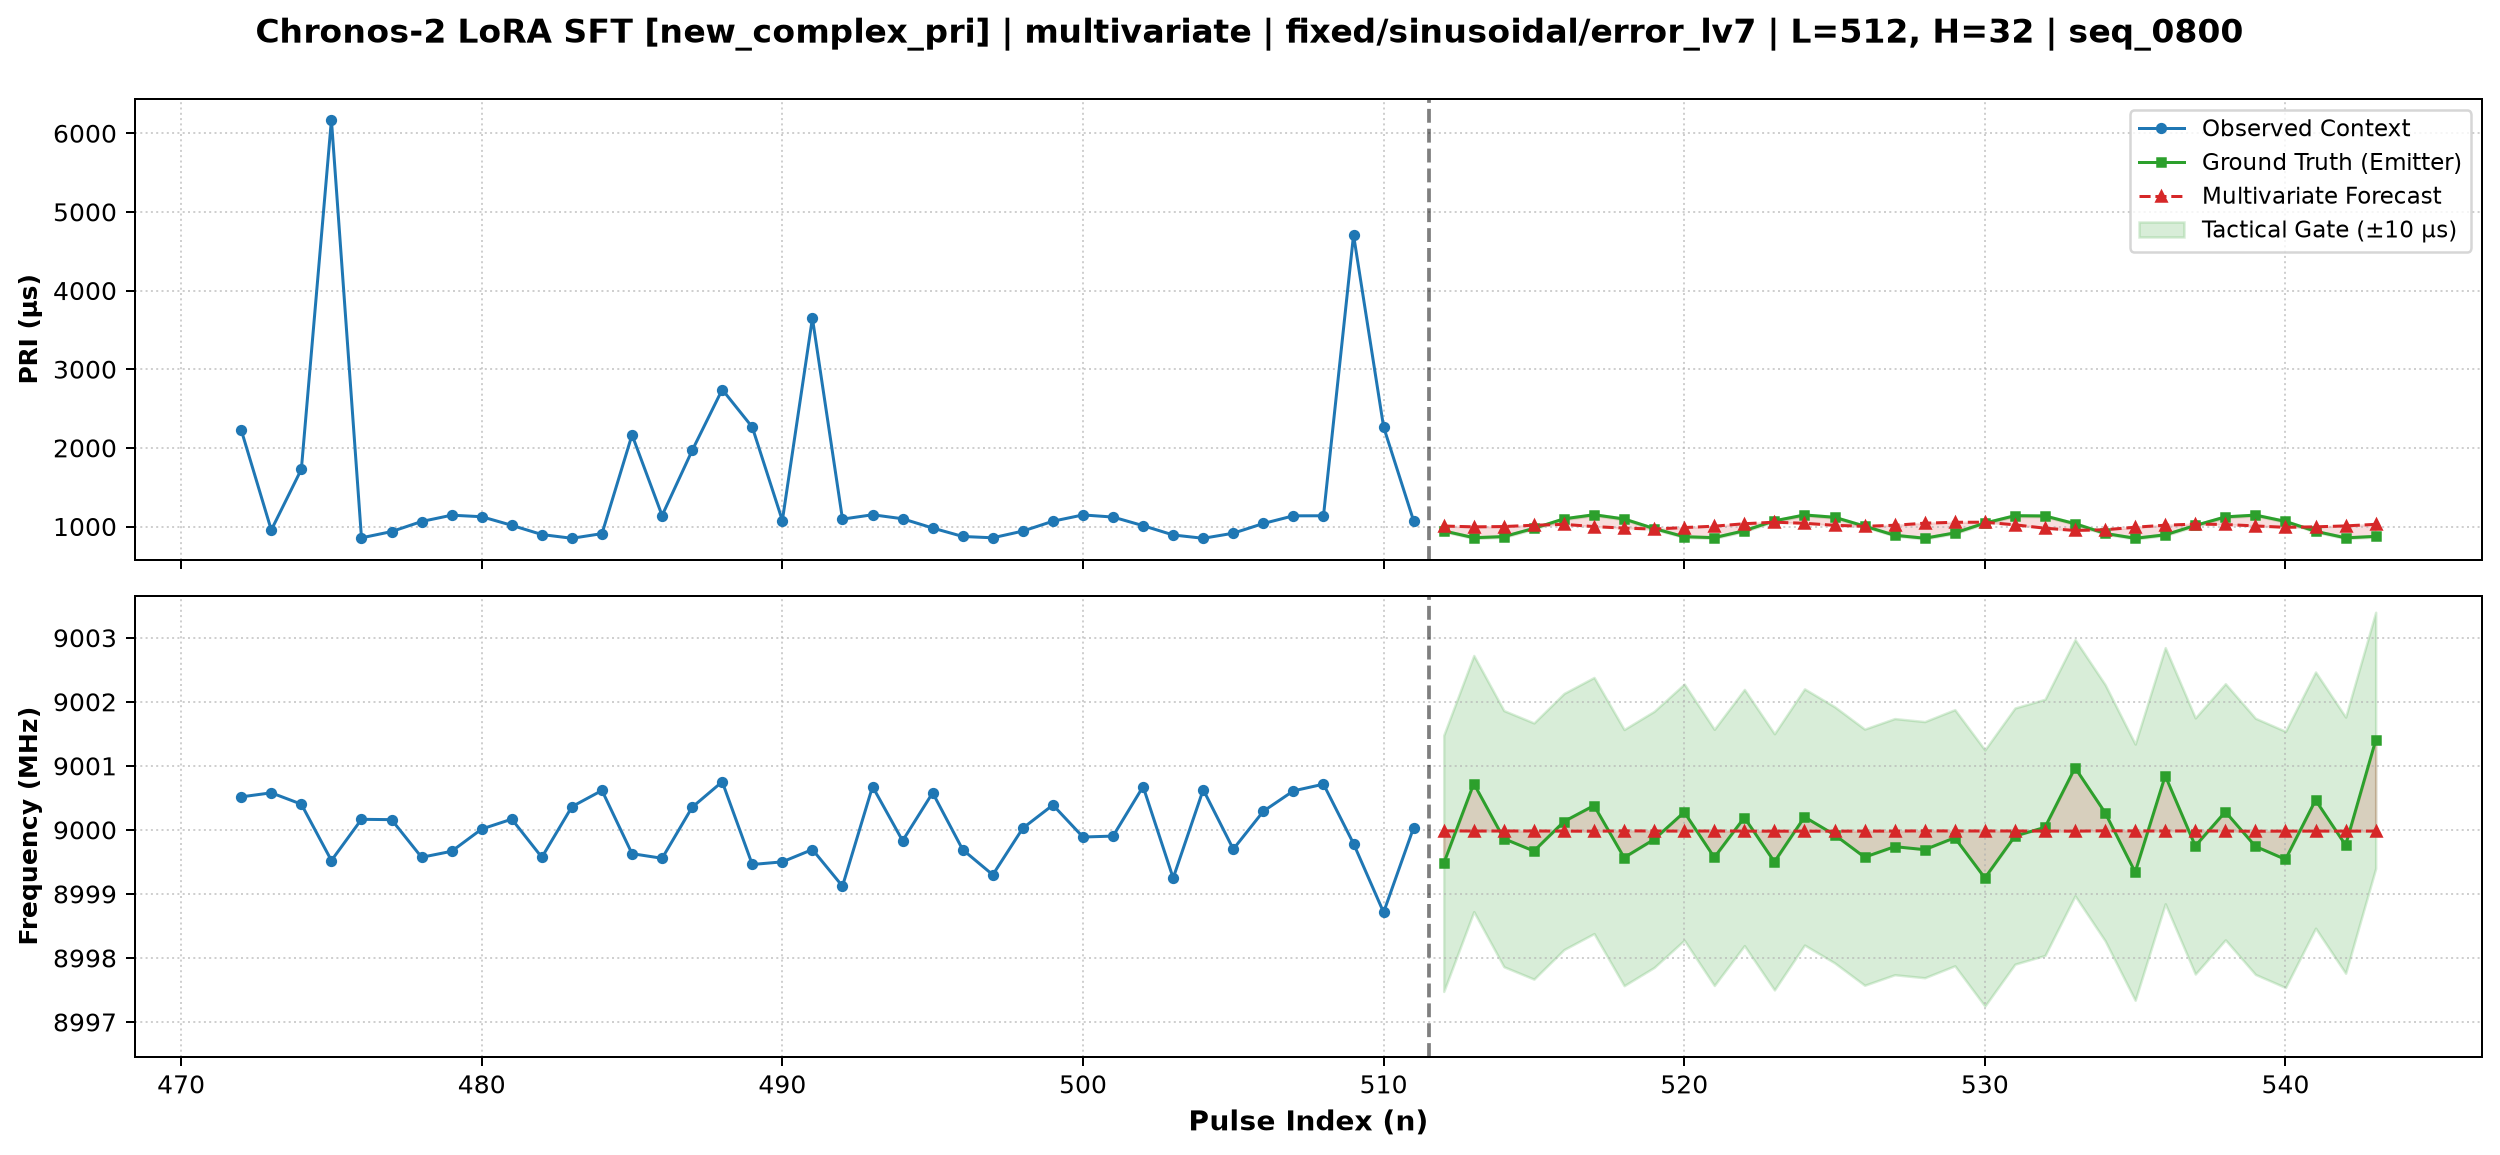 Chronos-2 LoRA SFT [new_complex_pri] | multivariate | fixed/sinusoidal/error_lv7 | L=512, H=32 | seq_0800
6000
5000
4000
3000
2000
1000
PRI (µs)
Observed Context
Ground Truth (Emitter)
Multivariate Forecast
Tactical Gate (±10 µs)
9003
9002
9001
9000
8999
8998
8997
Frequency (MHz)
470 480 490 500 510 520 530 540
Pulse Index (n)